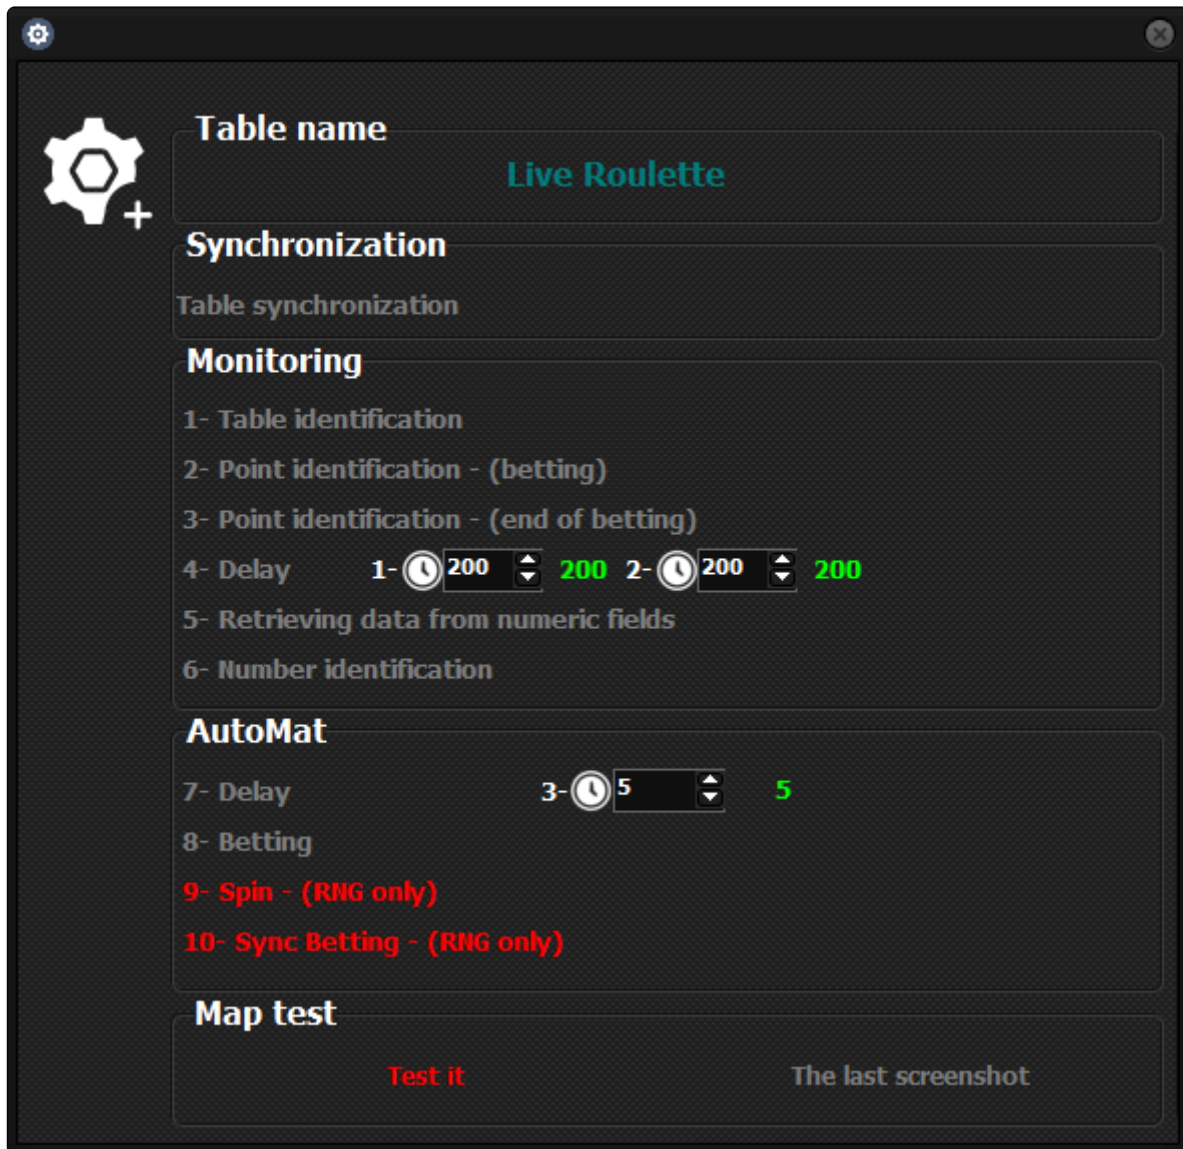 Table name
Live Roulette
Synchronization
Table synchronization
Monitoring
1- Table identification
2- Point identification - (betting)
3- Point identification - (end of betting)
4- Delay 1- 200 200 2- 200 200
5- Retrieving data from numeric fields
6- Number identification
AutoMat
7- Delay 3- 5 5
8- Betting
9- Spin - (RNG only)
10- Sync Betting - (RNG only)
Map test
Test it The last screenshot